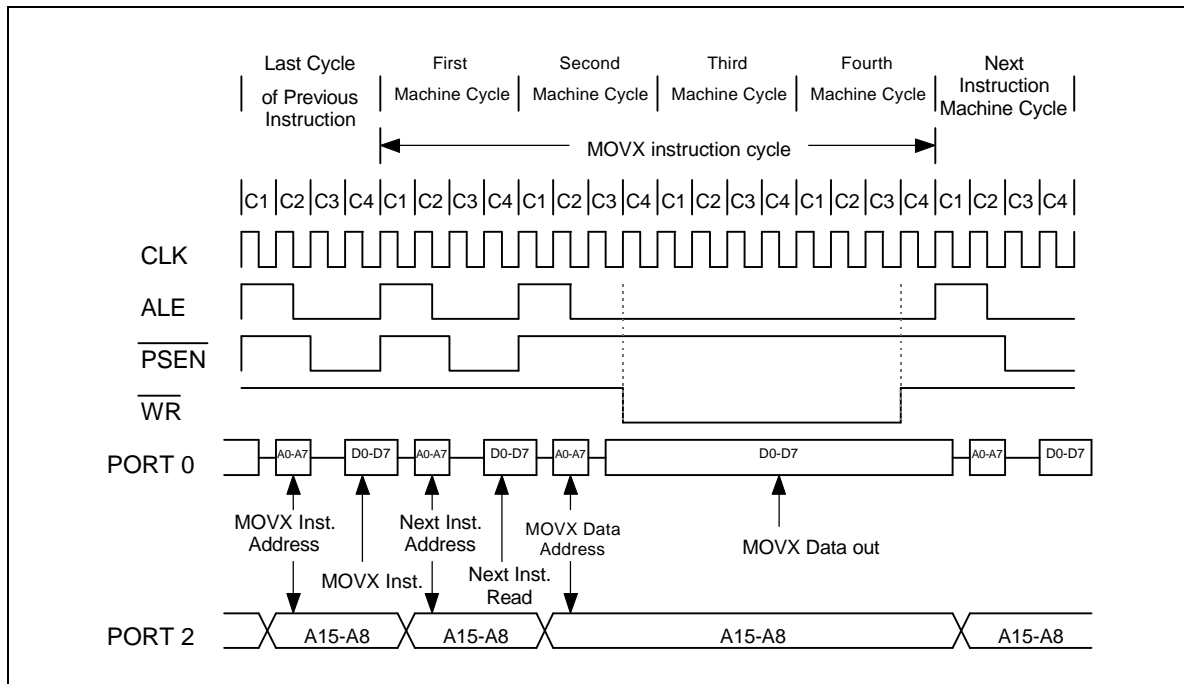 Last Cycle
of Previous
Instruction
First
Machine Cycle
Second
Machine Cycle
Third
Machine Cycle
Fourth
Machine Cycle
Next
Instruction
Machine Cycle
MOVX instruction cycle
C1 C2 C3 C4 C1 C2 C3 C4 C1 C2 C3 C4 C1 C2 C3 C4 C1 C2 C3 C4 C1 C2 C3 C4
CLK
ALE
PSEN
WR
PORT 0
A0-A7 D0-D7 A0-A7 D0-D7 A0-A7 D0-D7 A0-A7 D0-D7
MOVX Inst.
Address
MOVX Inst.
Next Inst.
Address
Next Inst.
Read
MOVX Data
Address
MOVX Data out
PORT 2
A15-A8 A15-A8 A15-A8 A15-A8